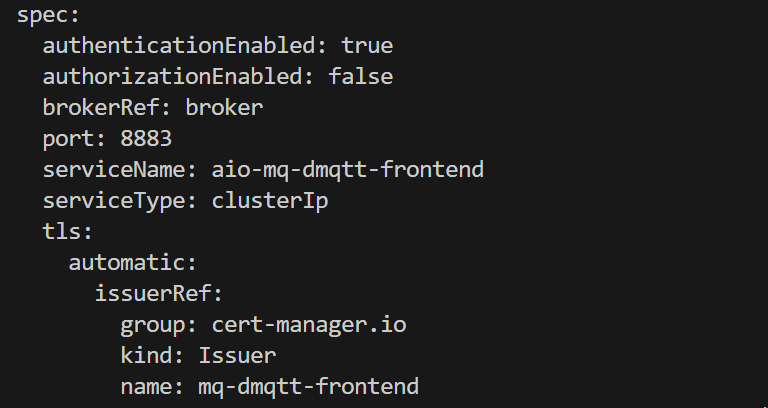 spec:
  authenticationEnabled: true
  authorizationEnabled: false
  brokerRef: broker
  port: 8883
  serviceName: aio-mq-dmqtt-frontend
  serviceType: clusterIp
  tls:
    automatic:
      issuerRef:
        group: cert-manager.io
        kind: Issuer
        name: mq-dmqtt-frontend